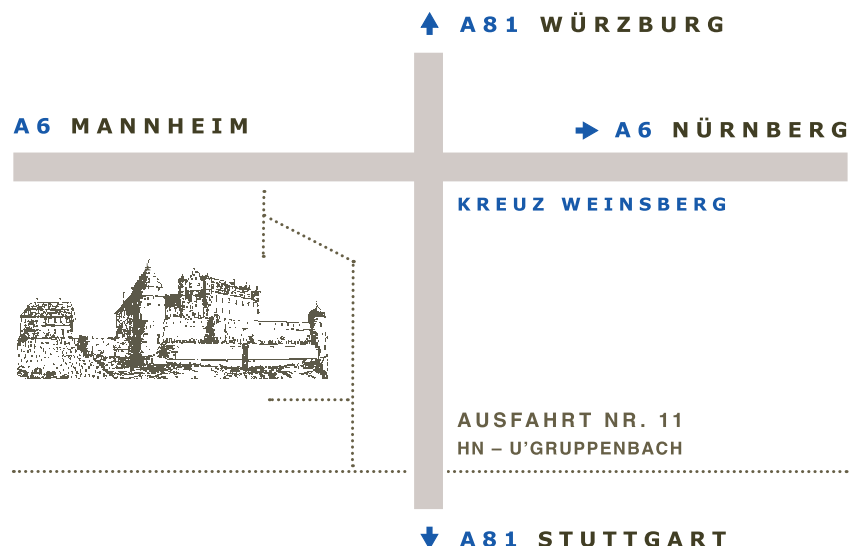 A81 WÜRZBURG
A6 MANNHEIM
A6 NÜRNBERG
KREUZ WEINSBERG
AUSFAHRT NR. 11
HN – U'GRUPPENBACH
A81 STUTTGART